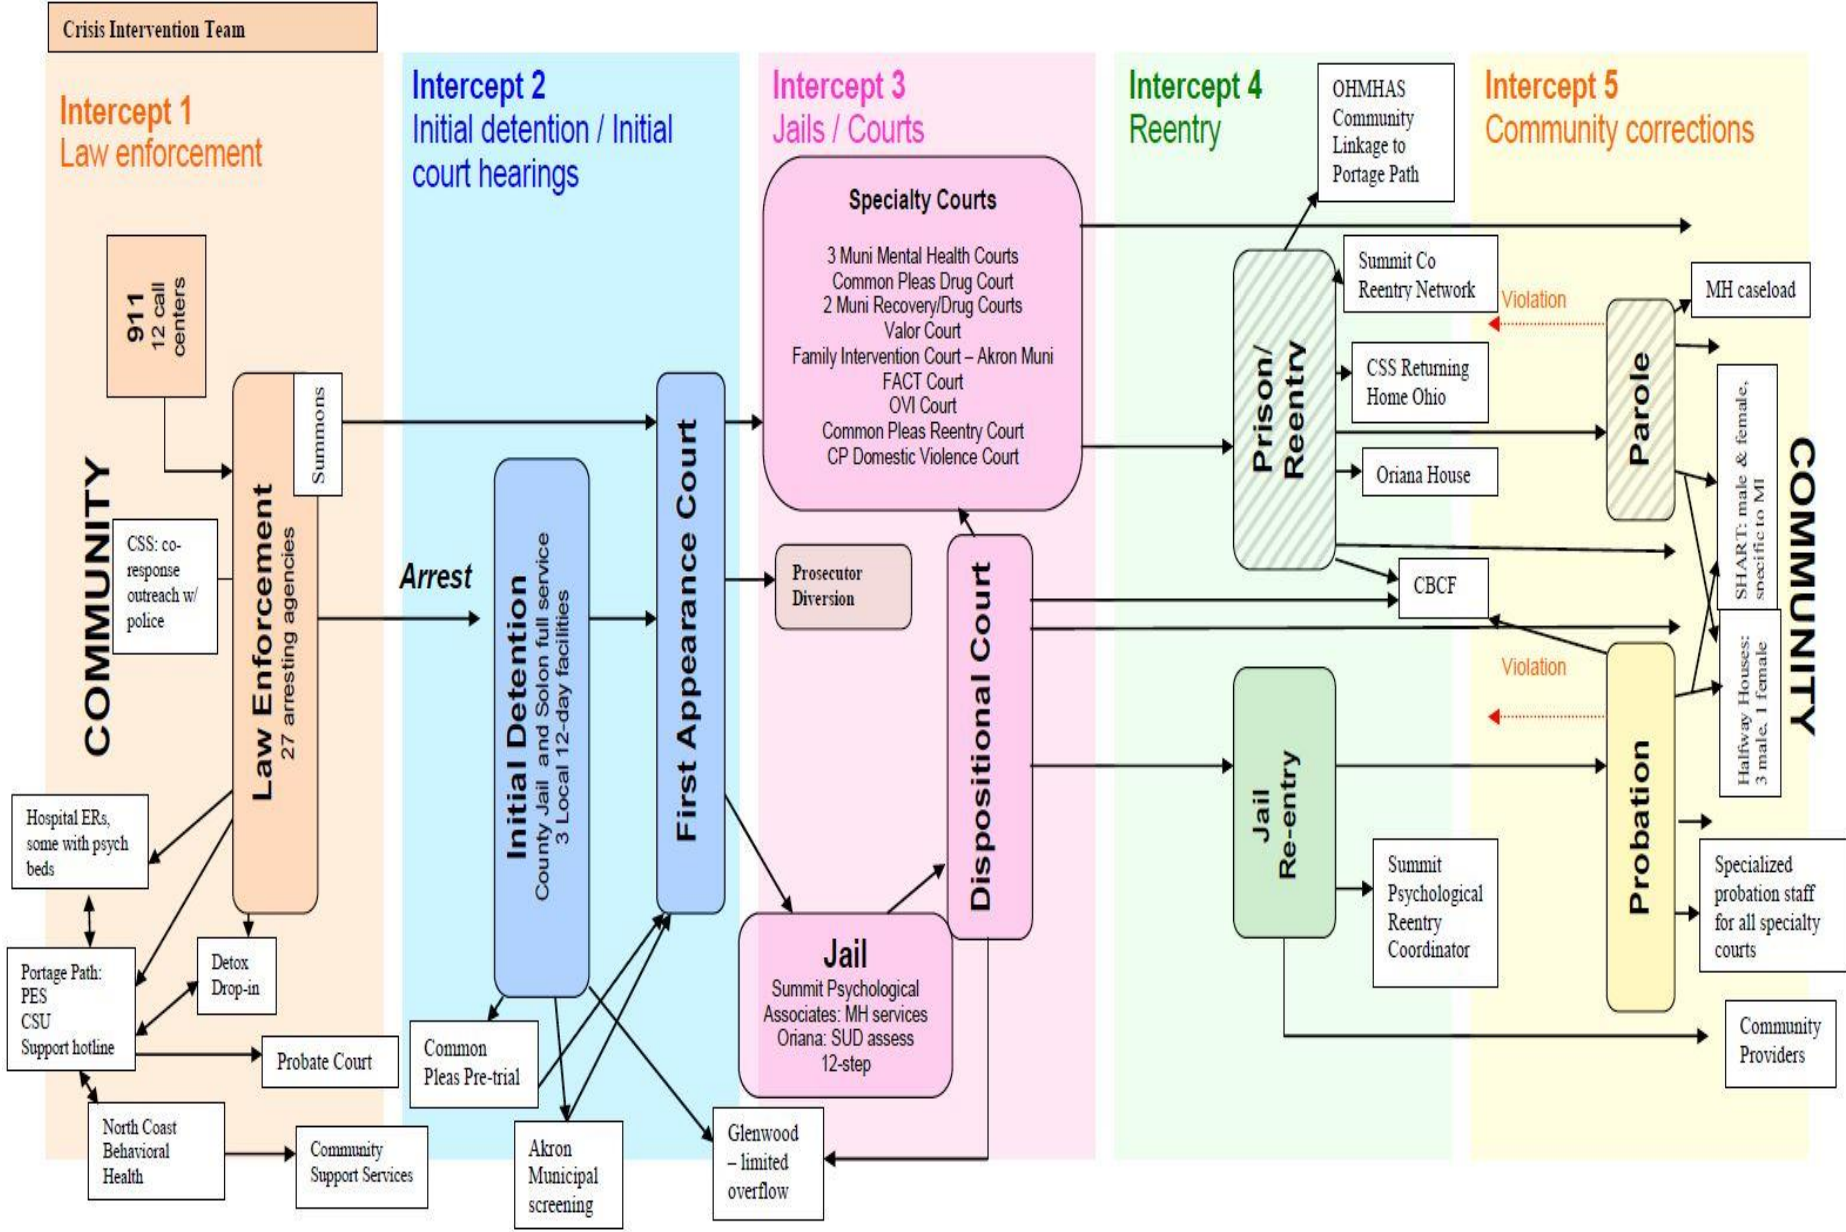 Crisis Intervention Team
Intercept 1
Law enforcement
911
12 call
centers
COMMUNITY
Summons
Law Enforcement
27 arresting agencies
CSS: co-
response
outreach w/
police
Hospital ERs,
some with psych
beds
Portage Path:
PES
CSU
Support hotline
Detox
Drop-in
Probate Court
North Coast
Behavioral
Health
Community
Support Services
Intercept 2
Initial detention / Initial
court hearings
Arrest
Initial Detention
County Jail and Solon full service
3 Local 12-day facilities
First Appearance Court
Common
Pleas Pre-trial
Akron
Municipal
screening
Glenwood
– limited
overflow
Intercept 3
Jails / Courts
Specialty Courts
3 Muni Mental Health Courts
Common Pleas Drug Court
2 Muni Recovery/Drug Courts
Valor Court
Family Intervention Court – Akron Muni
FACT Court
OVI Court
Common Pleas Reentry Court
CP Domestic Violence Court
Prosecutor
Diversion
Dispositional Court
Jail
Summit Psychological
Associates: MH services
Oriana: SUD assess
12-step
Intercept 4
Reentry
OHMHAS
Community
Linkage to
Portage Path
Prison/
Reentry
Summit Co
Reentry Network
CSS Returning
Home Ohio
Oriana House
CBCF
Jail
Re-entry
Summit
Psychological
Reentry
Coordinator
Intercept 5
Community corrections
Violation
Parole
MH caseload
SHART: male & female,
specific to MI
Halfway Houses:
3 male. 1 female
COMMUNITY
Violation
Probation
Specialized
probation staff
for all specialty
courts
Community
Providers